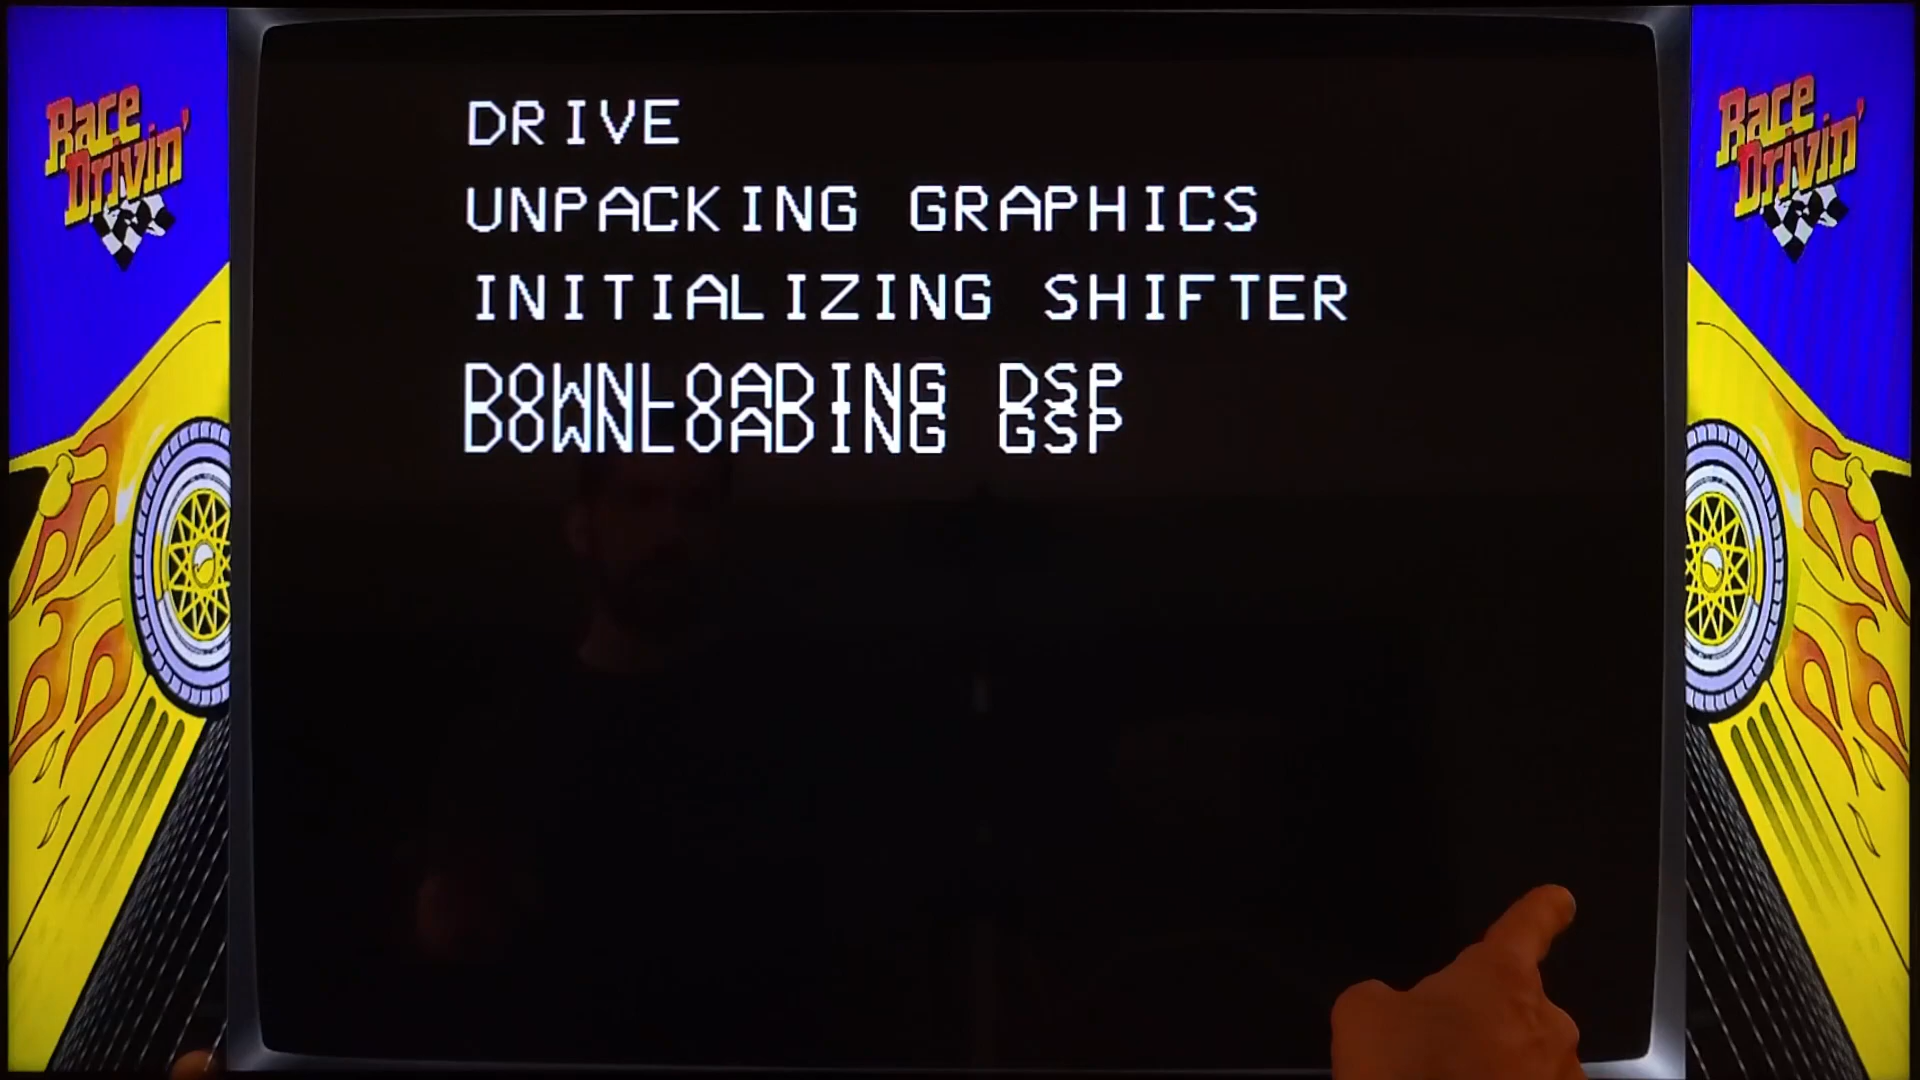 Race
Drivin'
DRIVE
UNPACKING GRAPHICS
INITIALIZING SHIFTER
DOWNLOADING DSP
DOWNLOADING GSP
Race
Drivin'